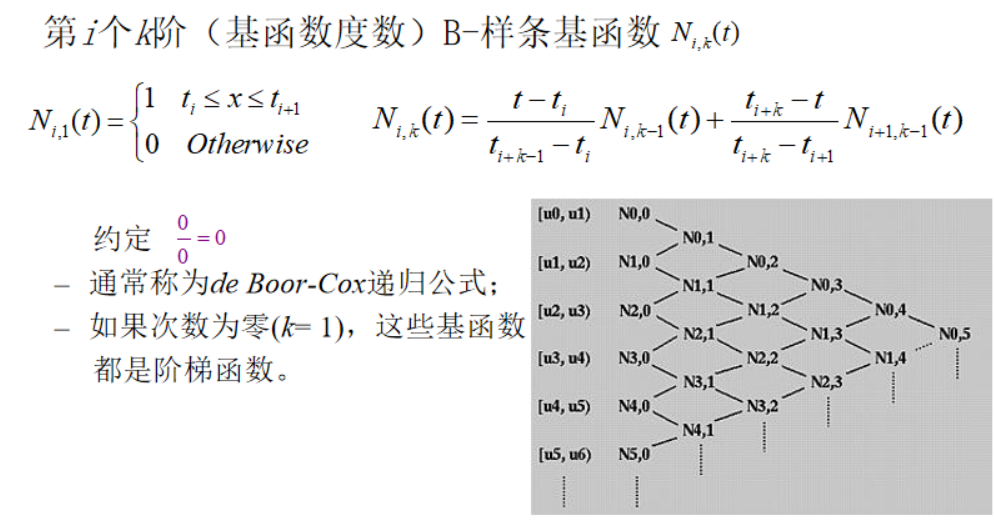 第i个k阶（基函数度数）B-样条基函数 N_{i,k}(t)
N_{i,1}(t) = { 1  t_i ≤ x ≤ t_{i+1}
0  Otherwise
N_{i,k}(t) = \frac{t - t_i}{t_{i+k-1} - t_i} N_{i,k-1}(t) + \frac{t_{i+k} - t}{t_{i+k} - t_{i+1}} N_{i+1,k-1}(t)
约定 \frac{0}{0} = 0
– 通常称为de Boor-Cox递归公式；
– 如果次数为零(k= 1)，这些基函数
都是阶梯函数。
[u0, u1) N0,0
N0,1
[u1, u2) N1,0 N0,2
N1,1 N0,3
[u2, u3) N2,0 N1,2 N0,4
N2,1 N1,3 N0,5
[u3, u4) N3,0 N2,2 N1,4
N3,1 N2,3
[u4, u5) N4,0 N3,2
N4,1
[u5, u6) N5,0